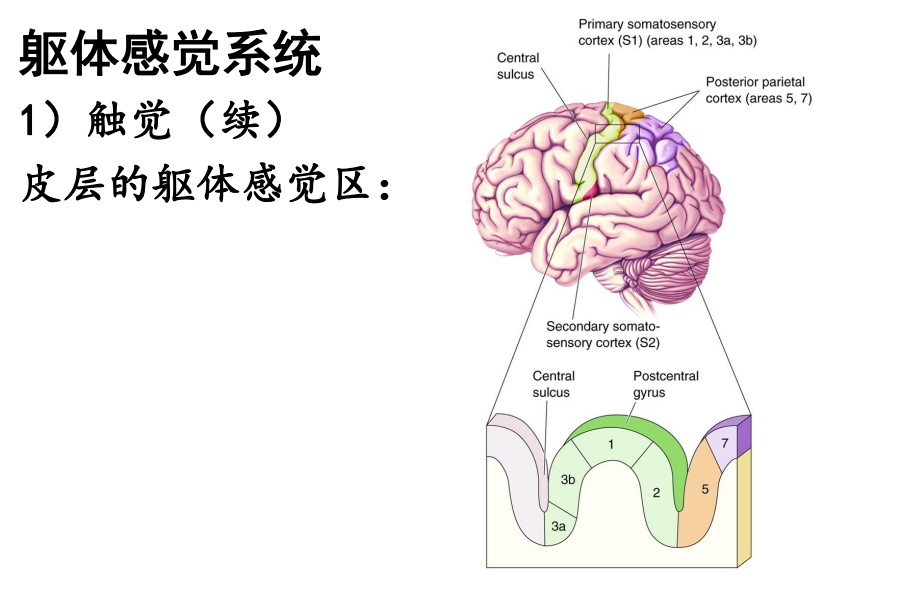 躯体感觉系统
1）触觉（续）
皮层的躯体感觉区：
Primary somatosensory
cortex (S1) (areas 1, 2, 3a, 3b)
Central
sulcus
Posterior parietal
cortex (areas 5, 7)
Secondary somato-
sensory cortex (S2)
Central
sulcus
Postcentral
gyrus
1
7
3b
2
5
3a